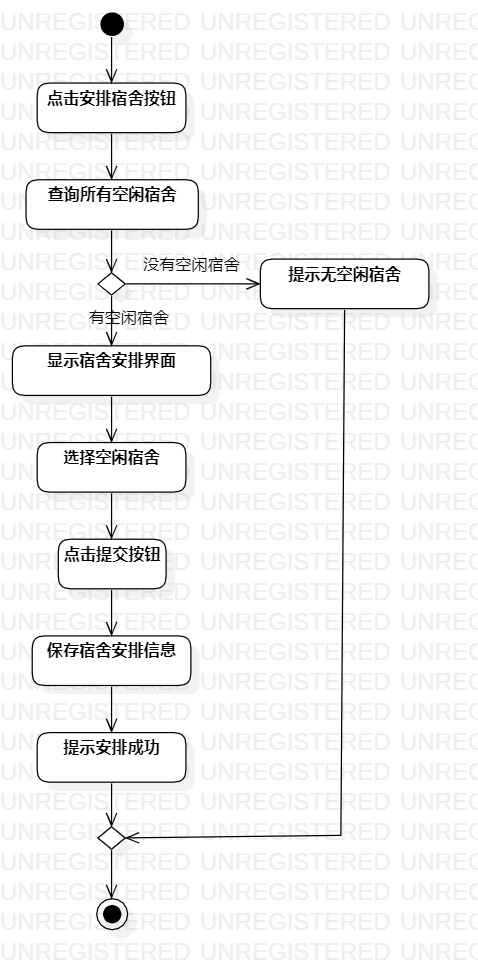 点击安排宿舍按钮
查询所有空闲宿舍
没有空闲宿舍
提示无空闲宿舍
有空闲宿舍
显示宿舍安排界面
选择空闲宿舍
点击提交按钮
保存宿舍安排信息
提示安排成功
UNREGISTERED